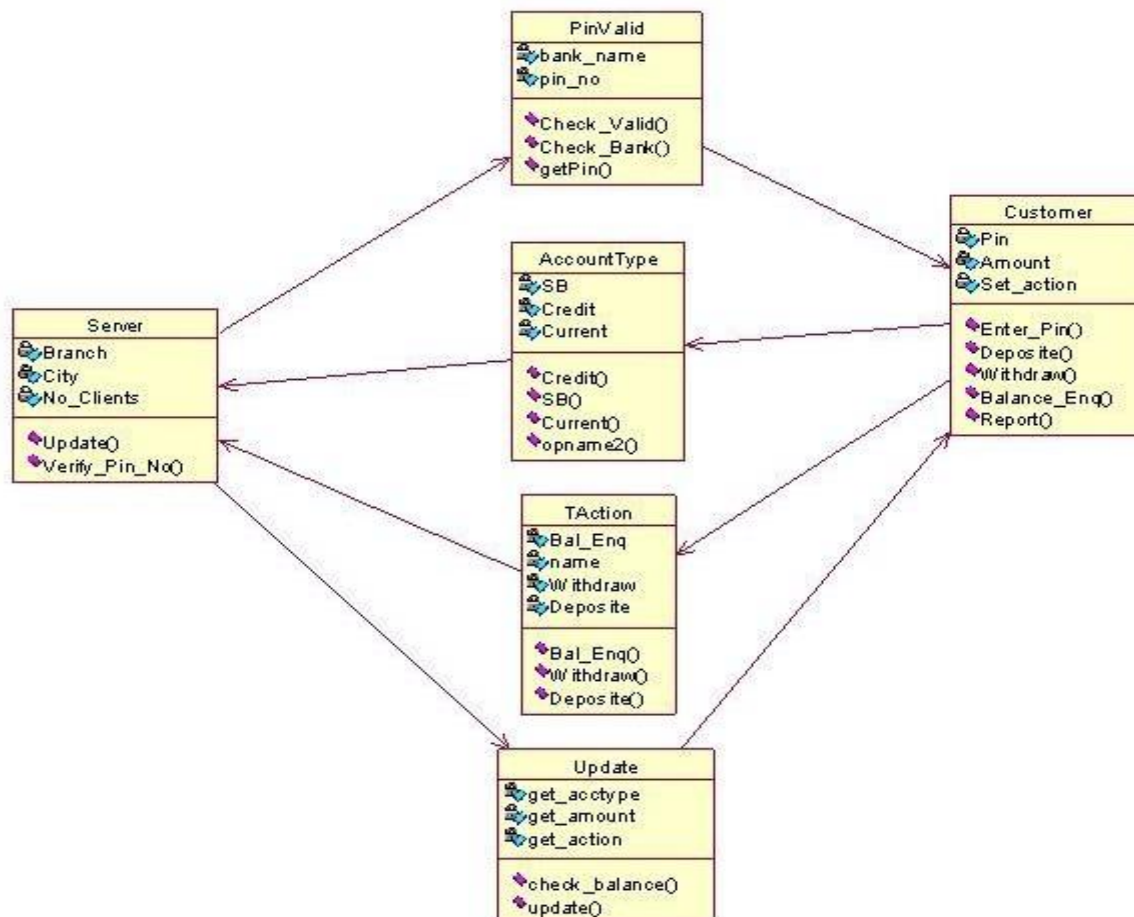 PinValid
bank_name
pin_no
Check_Valid()
Check_Bank()
getPin()
Customer
Pin
Amount
Set_action
Enter_Pin()
Deposite()
Withdraw()
Balance_Enq()
Report()
AccountType
SB
Credit
Current
Credit()
SB()
Current()
opname2()
Server
Branch
City
No_Clients
Update()
Verify_Pin_No()
TAction
Bal_Enq
name
Withdraw
Deposite
Bal_Enq()
Withdraw()
Deposite()
Update
get_acctype
get_amount
get_action
check_balance()
update()